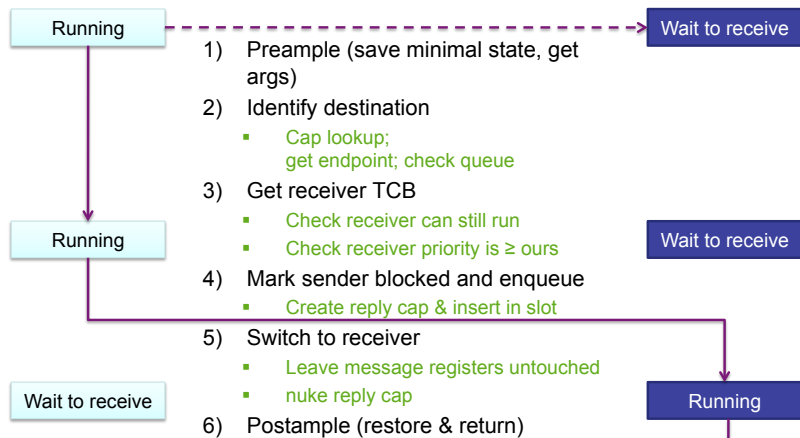 Running
Wait to receive
1) Preample (save minimal state, get
args)
2) Identify destination
▪ Cap lookup;
get endpoint; check queue
3) Get receiver TCB
▪ Check receiver can still run
▪ Check receiver priority is ≥ ours
Running
Wait to receive
4) Mark sender blocked and enqueue
▪ Create reply cap & insert in slot
5) Switch to receiver
▪ Leave message registers untouched
▪ nuke reply cap
Wait to receive
Running
6) Postample (restore & return)